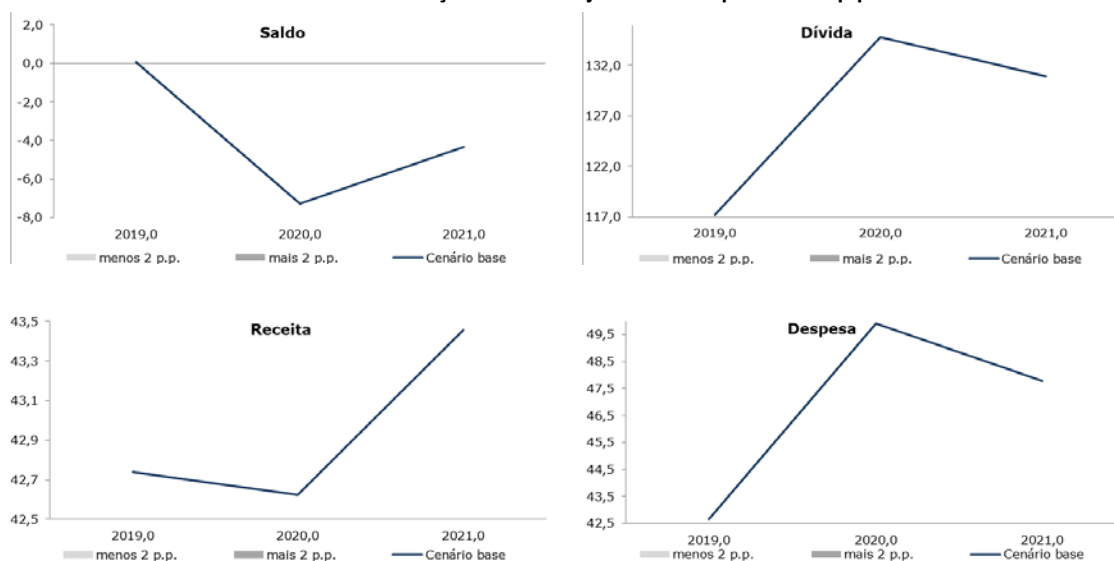 Saldo
2,0
0,0
-2,0
-4,0
-6,0
-8,0
2019,0 2020,0 2021,0
menos 2 p.p. mais 2 p.p. Cenário base
Dívida
132,0
127,0
122,0
117,0
2019,0 2020,0 2021,0
menos 2 p.p. mais 2 p.p. Cenário base
Receita
43,5
43,3
43,1
42,9
42,7
42,5
2019,0 2020,0 2021,0
menos 2 p.p. mais 2 p.p. Cenário base
Despesa
49,5
48,5
47,5
46,5
45,5
44,5
43,5
42,5
2019,0 2020,0 2021,0
menos 2 p.p. mais 2 p.p. Cenário base